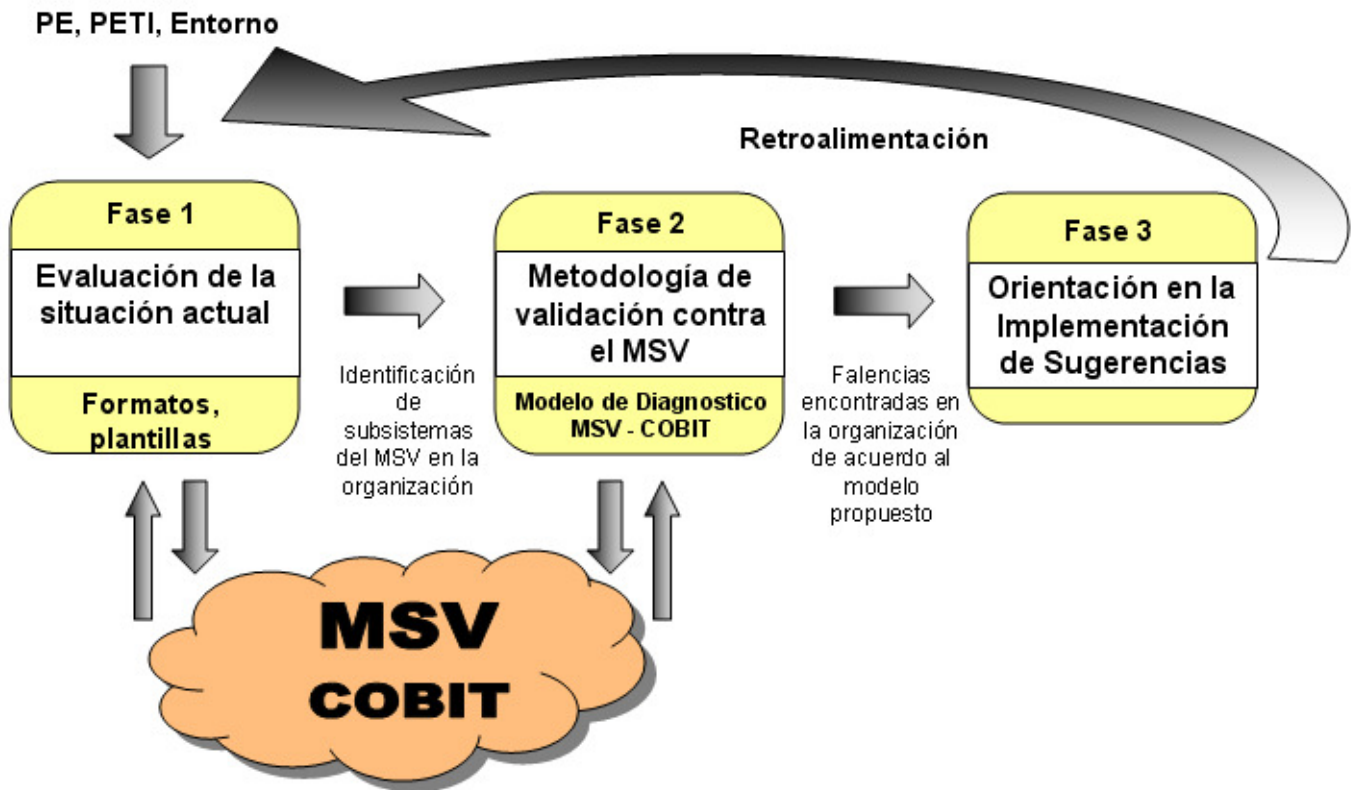 PE, PETI, Entorno
Retroalimentación
Fase 1
Evaluación de la
situación actual
Formatos,
plantillas
Identificación
de
subsistemas
del MSV en la
organización
Fase 2
Metodología de
validación contra
el MSV
Modelo de Diagnostico
MSV - COBIT
Falencias
encontradas en
la organización
de acuerdo al
modelo
propuesto
Fase 3
Orientación en la
Implementación
de Sugerencias
MSV
COBIT